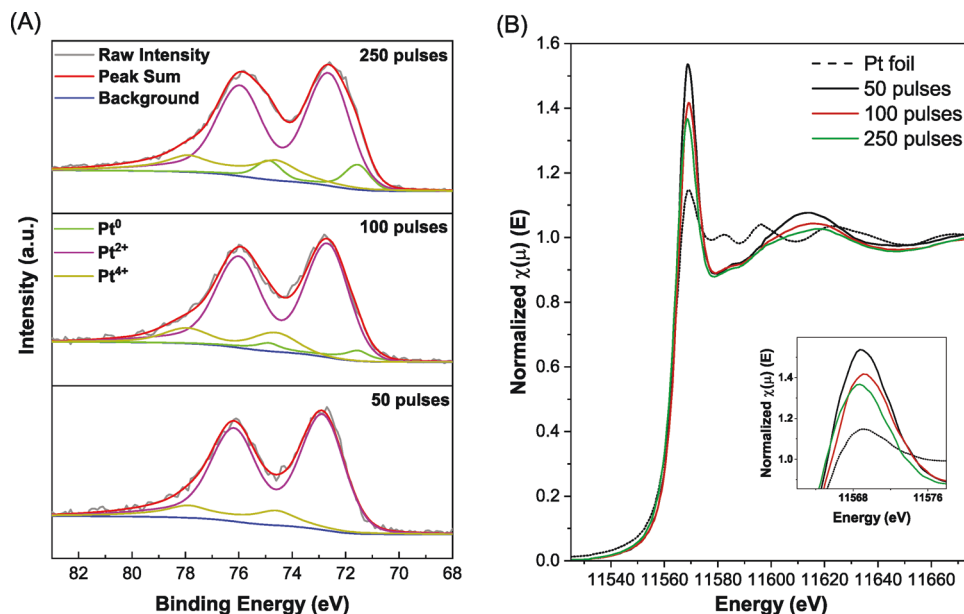 (A)
Raw Intensity
Peak Sum
Background
250 pulses
Pt⁰
Pt²⁺
Pt⁴⁺
100 pulses
50 pulses
Intensity (a.u.)
82 80 78 76 74 72 70 68
Binding Energy (eV)
(B)
Pt foil
50 pulses
100 pulses
250 pulses
Normalized χ(μ) (E)
1.6
1.4
1.2
1.0
0.8
0.6
0.4
0.2
0.0
11540 11560 11580 11600 11620 11640 11660
Energy (eV)
Normalized χ(μ) (E)
1.4
1.2
1.0
11568 11576
Energy (eV)